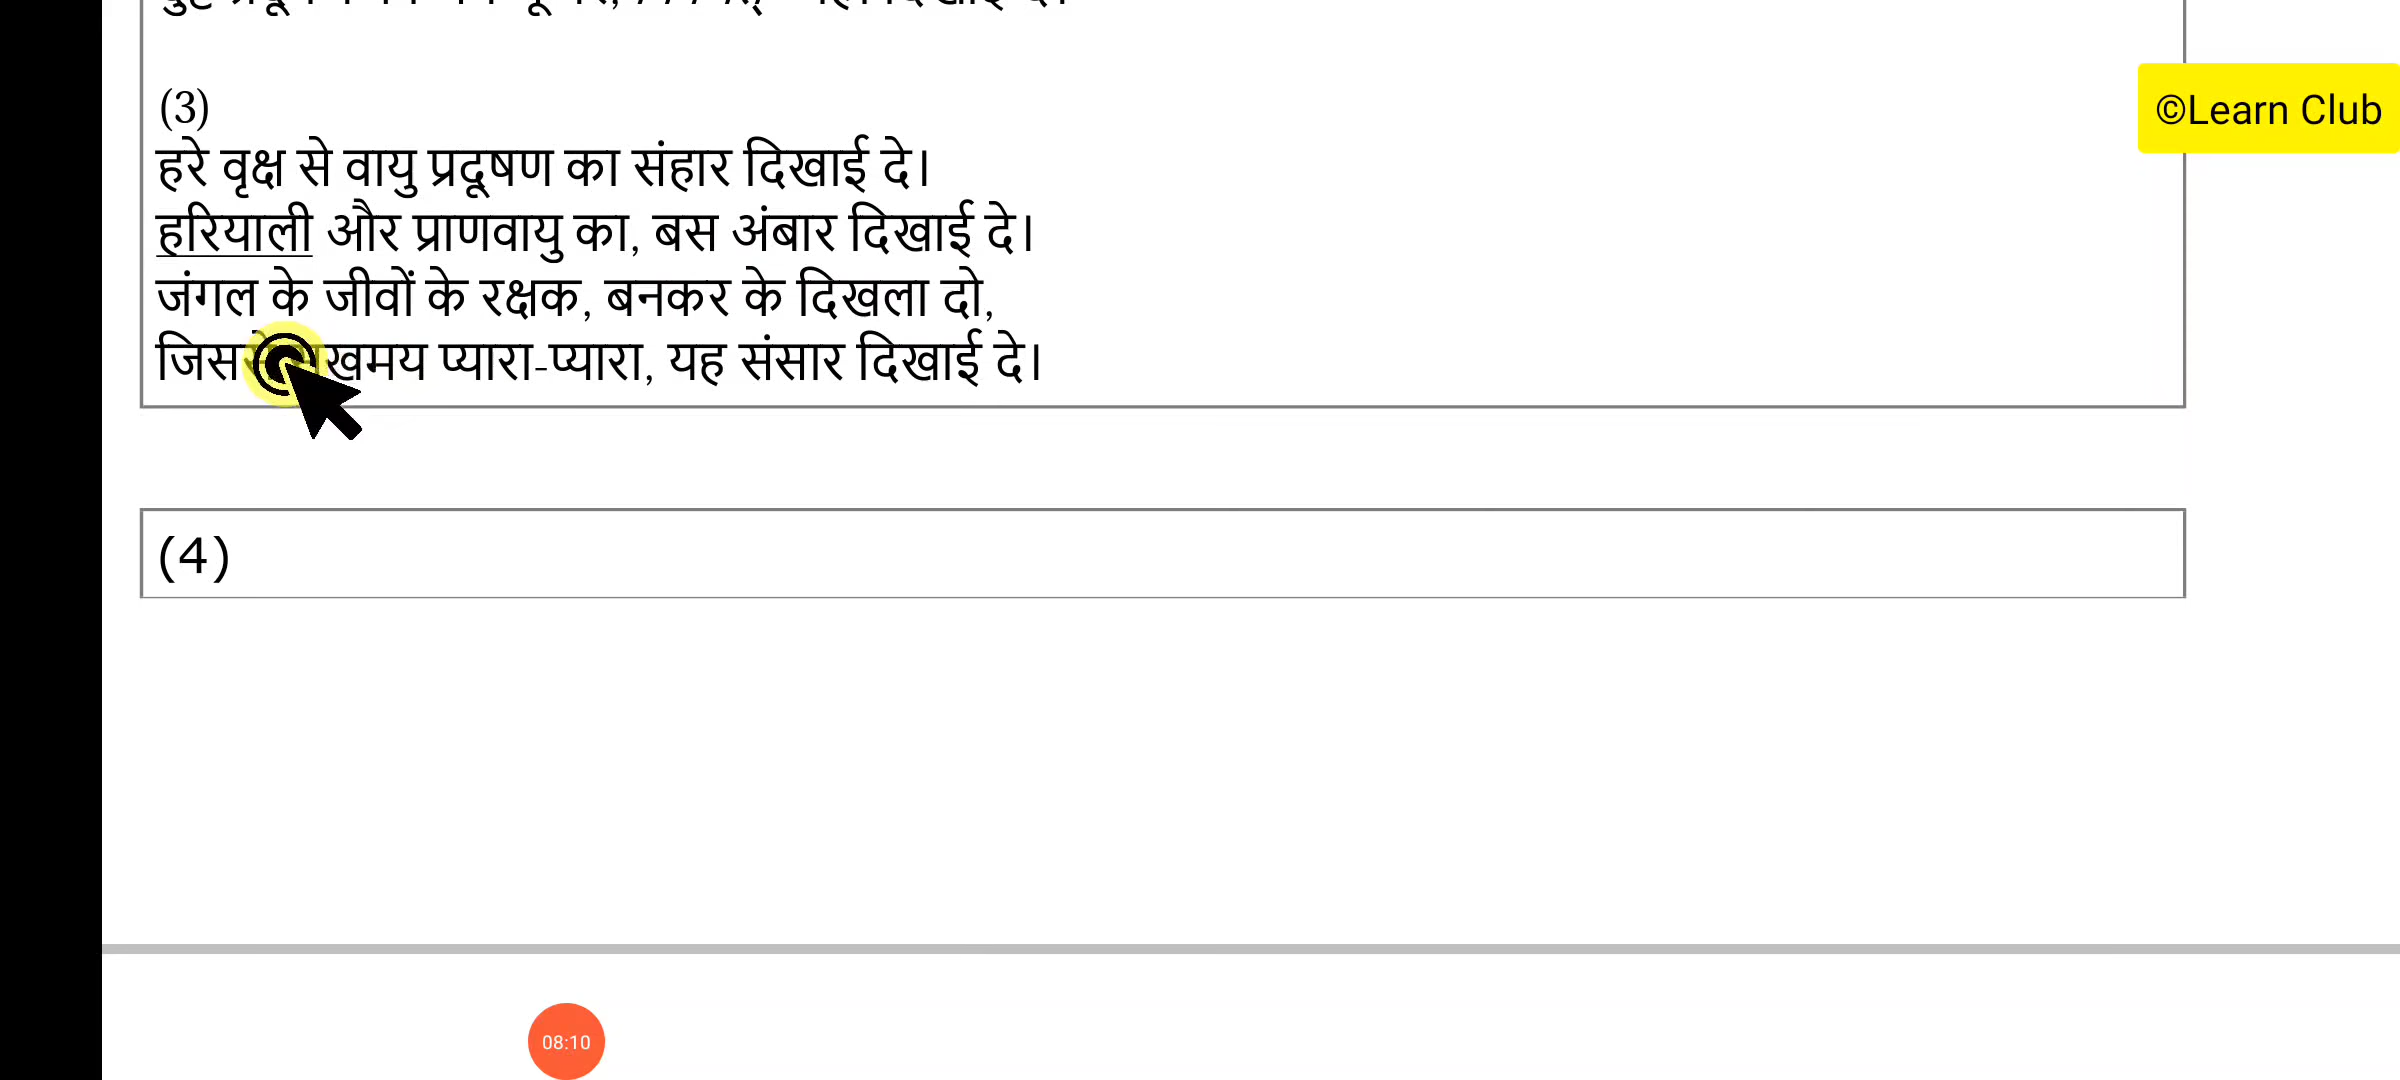 (3)
हरे वृक्ष से वायु प्रदूषण का संहार दिखाई दे।
हरियाली और प्राणवायु का, बस अंबार दिखाई दे।
जंगल के जीवों के रक्षक, बनकर के दिखला दो,
प्यारा-प्यारा, यह संसार दिखाई दे।
(4)
©Learn Club
08:10